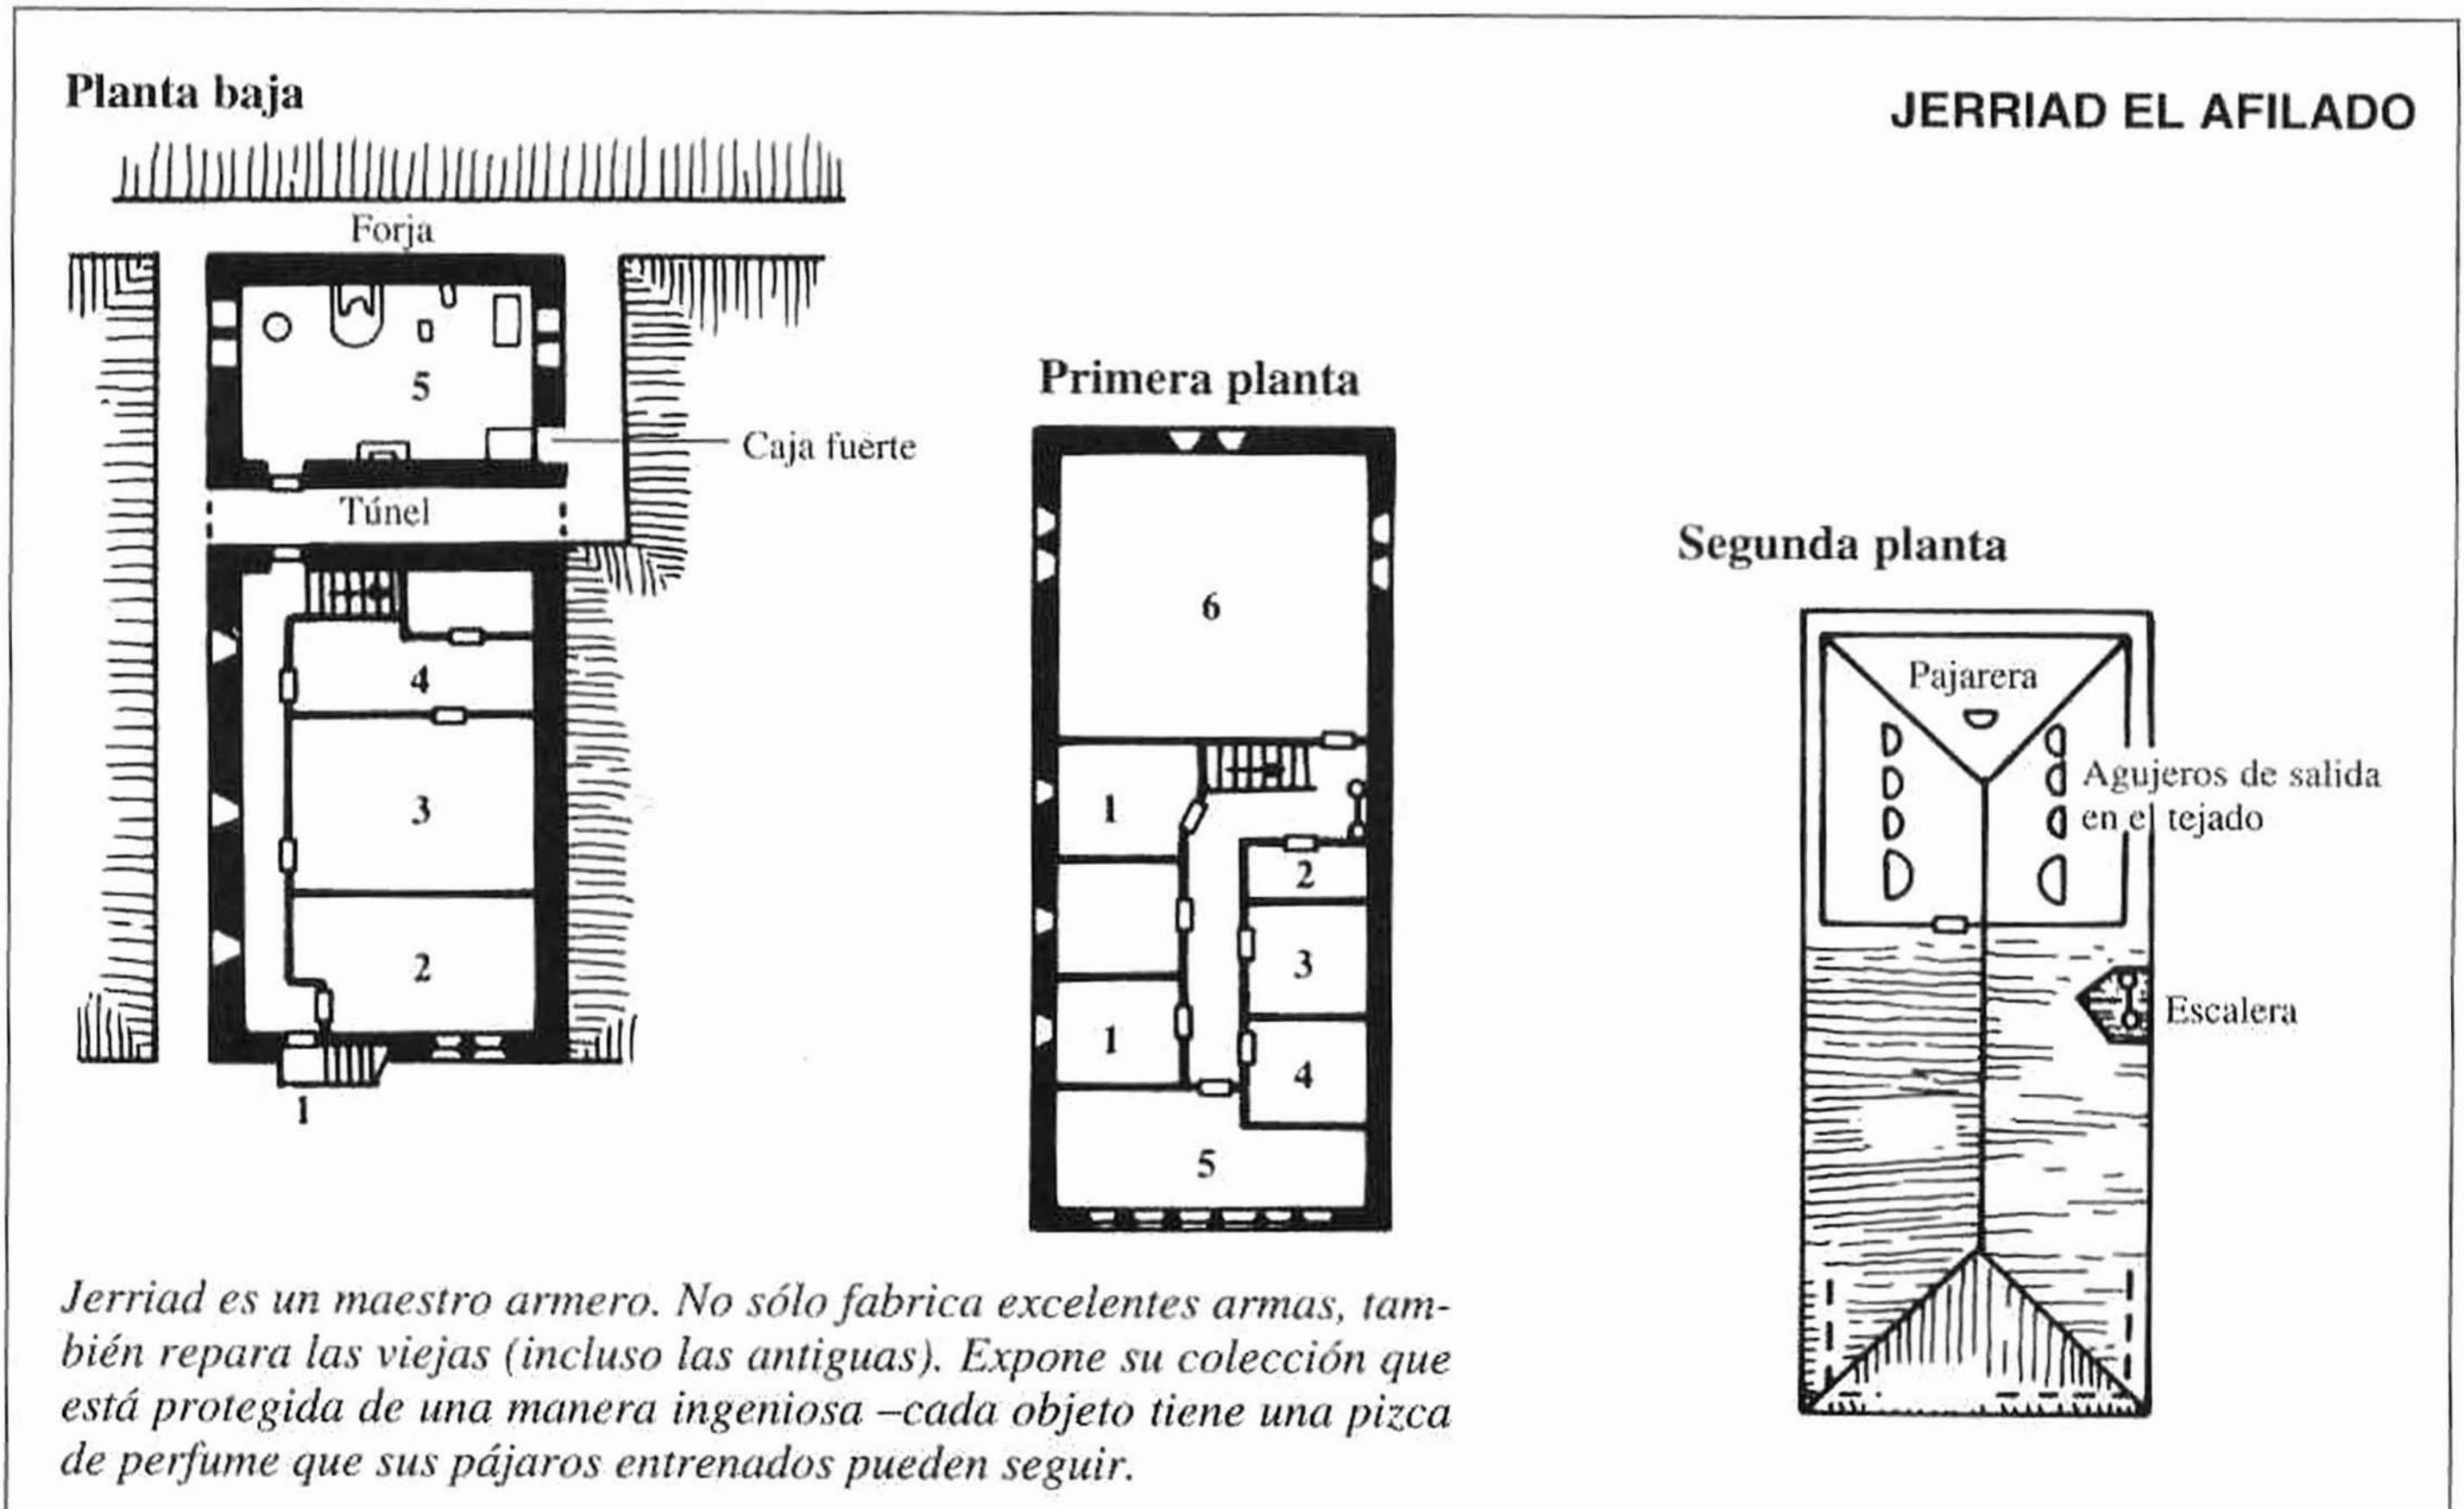 Planta baja
JERRIAD EL AFILADO
Forja
5
Caja fuerte
Túnel
4
3
2
1
Primera planta
6
1
2
3
1
4
5
Segunda planta
Pajarera
Agujeros de salida
en el tejado
Escalera
Jerriad es un maestro armero. No sólo fabrica excelentes armas, tam-
bién repara las viejas (incluso las antiguas). Expone su colección que
está protegida de una manera ingeniosa –cada objeto tiene una pizca
de perfume que sus pájaros entrenados pueden seguir.